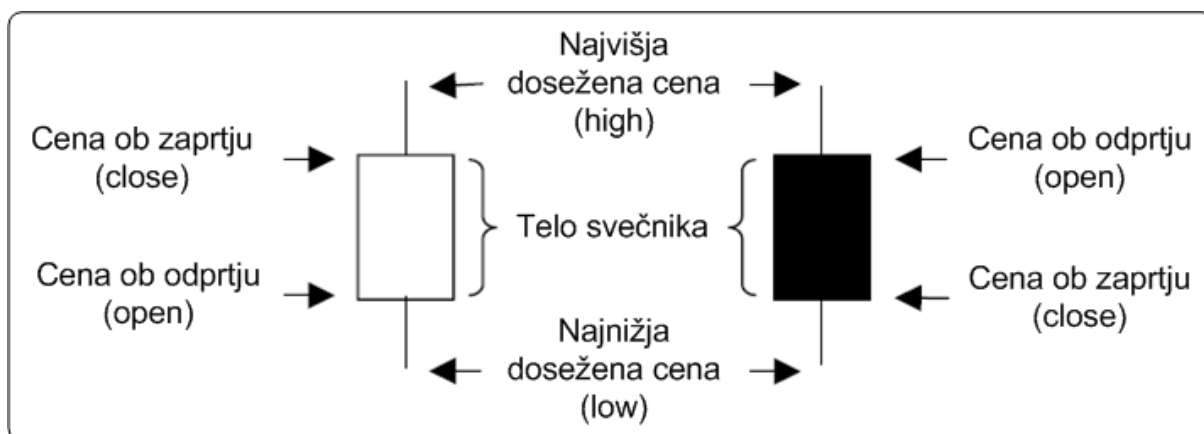 Najvišja
dosežena cena
(high)
Cena ob zaprtju
(close)
Cena ob odprtju
(open)
Telo svečnika
Cena ob odprtju
(open)
Cena ob zaprtju
(close)
Najnižja
dosežena cena
(low)